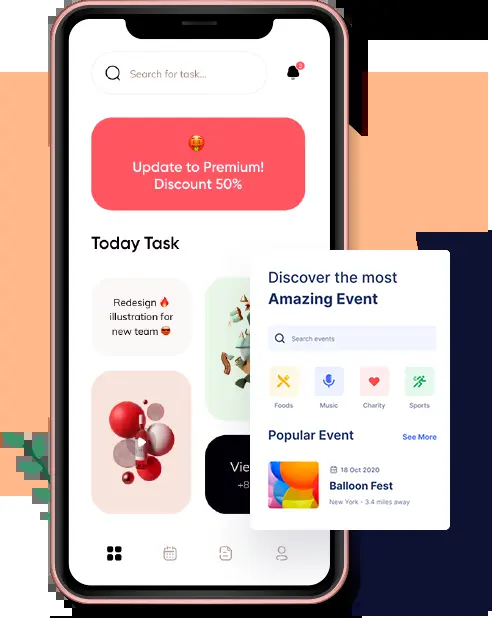 Search for task...
Update to Premium!
Discount 50%
Today Task
Redesign 🔥
illustration for
new team 😎
Vie
+8
Discover the most
Amazing Event
Search events
Foods
Music
Charity
Sports
Popular Event
See More
18 Oct 2020
Balloon Fest
New York • 3.4 miles away